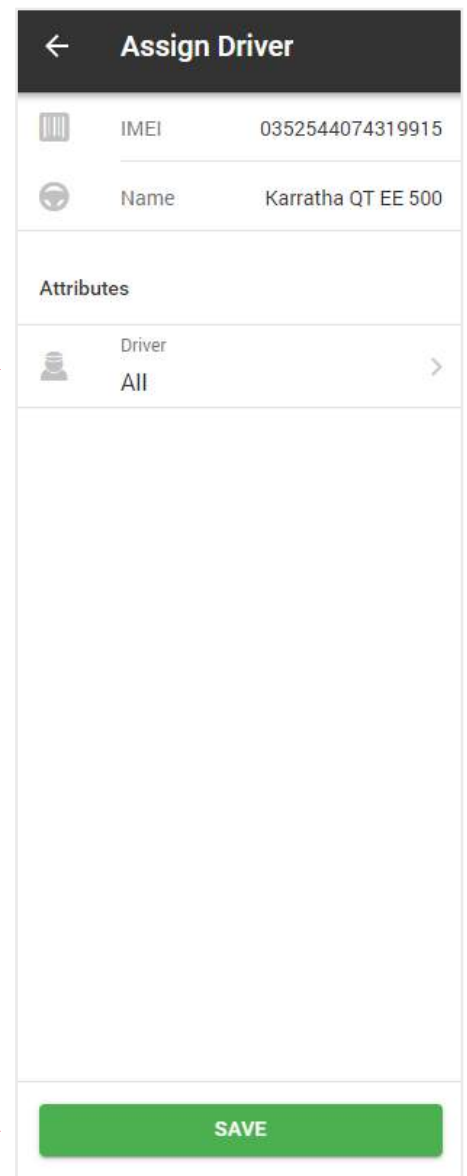 Assign Driver
IMEI 0352544074319915
Name Karratha QT EE 500
Attributes
Driver
All
SAVE